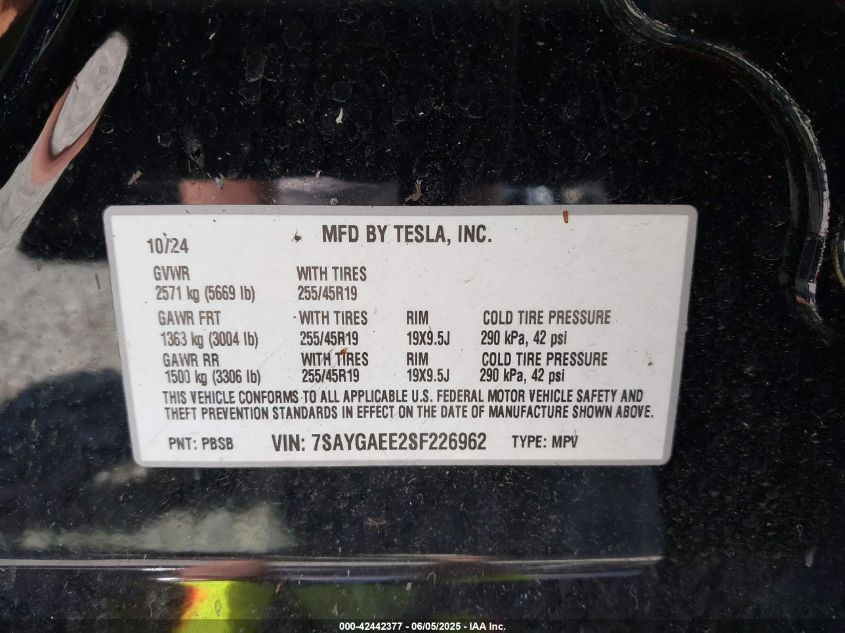 10/24 MFD BY TESLA, INC.
GVWR WITH TIRES
2571 kg (5669 lb) 255/45R19
GAWR FRT WITH TIRES RIM COLD TIRE PRESSURE
1363 kg (3004 lb) 255/45R19 19X9.5J 290 kPa, 42 psi
GAWR RR WITH TIRES RIM COLD TIRE PRESSURE
1500 kg (3306 lb) 255/45R19 19X9.5J 290 kPa, 42 psi
THIS VEHICLE CONFORMS TO ALL APPLICABLE U.S. FEDERAL MOTOR VEHICLE SAFETY AND
THEFT PREVENTION STANDARDS IN EFFECT ON THE DATE OF MANUFACTURE SHOWN ABOVE.
PNT: PBSB VIN: 7SAYGAEE2SF226962 TYPE: MPV
000-42442377 - 06/05/2025 - IAA Inc.